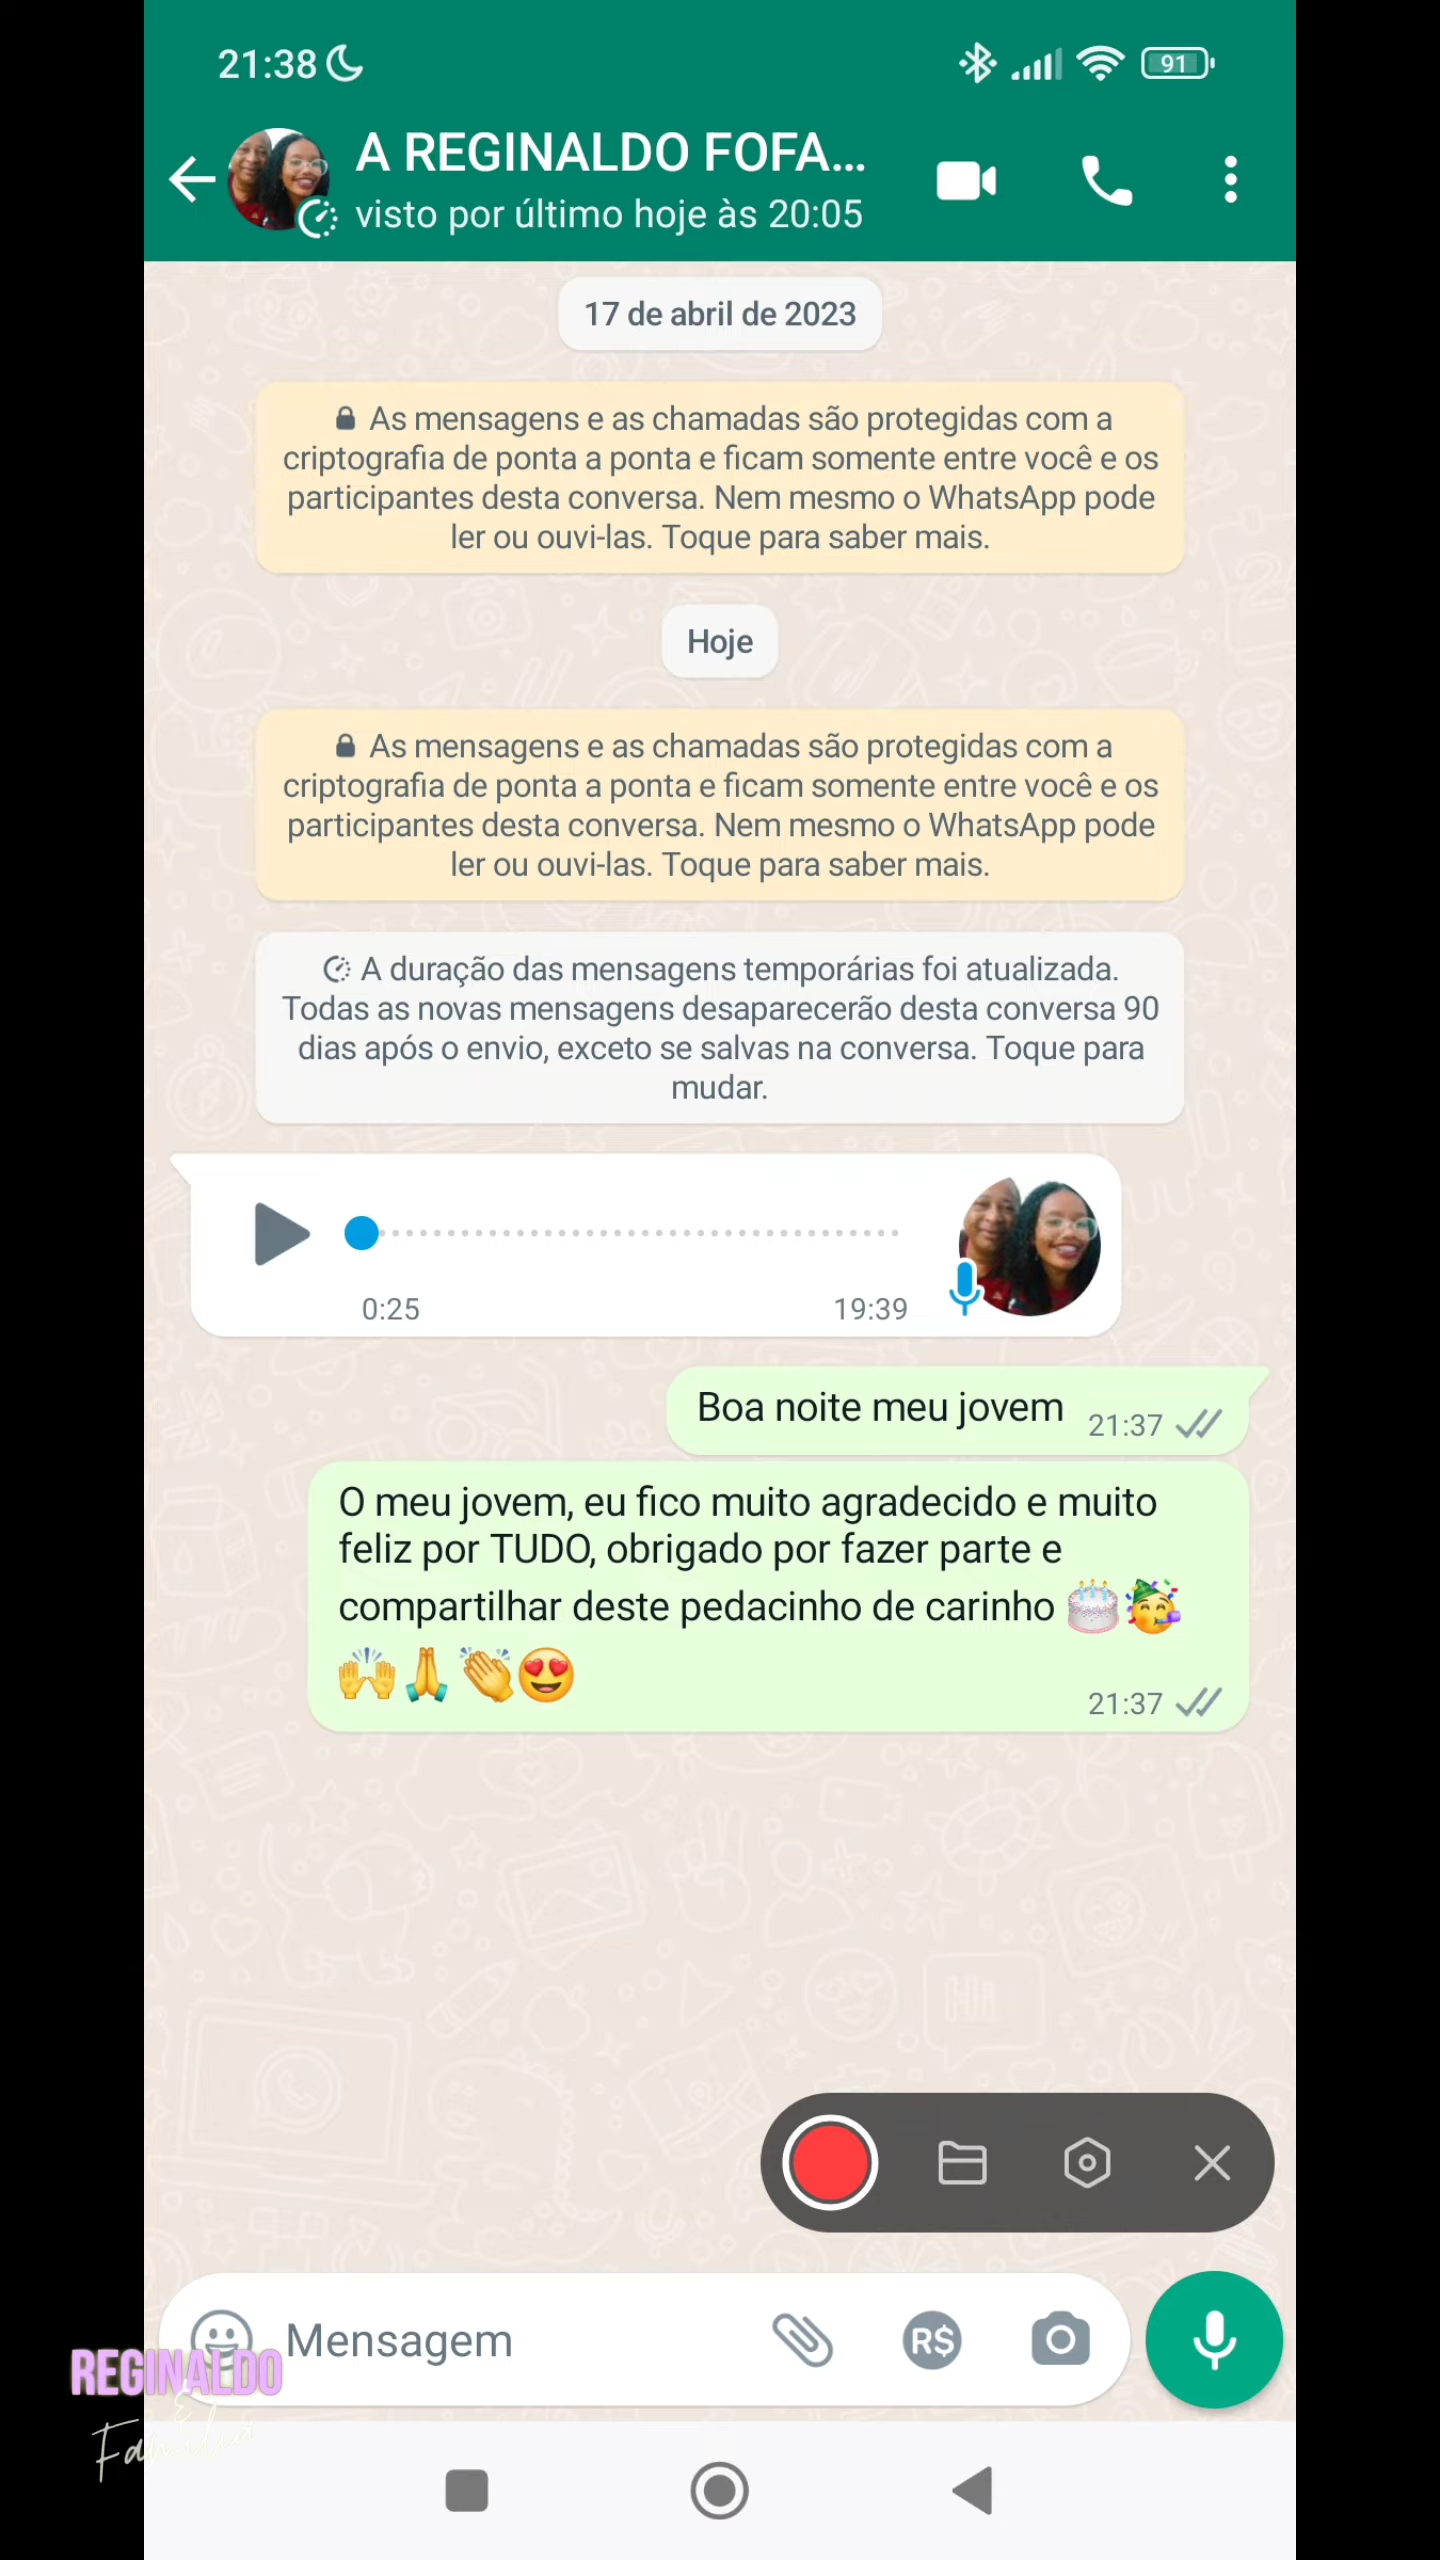 21:38
91
A REGINALDO FOFA...
visto por último hoje às 20:05
17 de abril de 2023
As mensagens e as chamadas são protegidas com a
criptografia de ponta a ponta e ficam somente entre você e os
participantes desta conversa. Nem mesmo o WhatsApp pode
ler ou ouvi-las. Toque para saber mais.
Hoje
As mensagens e as chamadas são protegidas com a
criptografia de ponta a ponta e ficam somente entre você e os
participantes desta conversa. Nem mesmo o WhatsApp pode
ler ou ouvi-las. Toque para saber mais.
A duração das mensagens temporárias foi atualizada.
Todas as novas mensagens desaparecerão desta conversa 90
dias após o envio, exceto se salvas na conversa. Toque para
mudar.
0:25 19:39
Boa noite meu jovem 21:37
O meu jovem, eu fico muito agradecido e muito
feliz por TUDO, obrigado por fazer parte e
compartilhar deste pedacinho de carinho 🎂🥳
🙌🙏👏😍
21:37
Mensagem R$
REGINALDO
E
Família